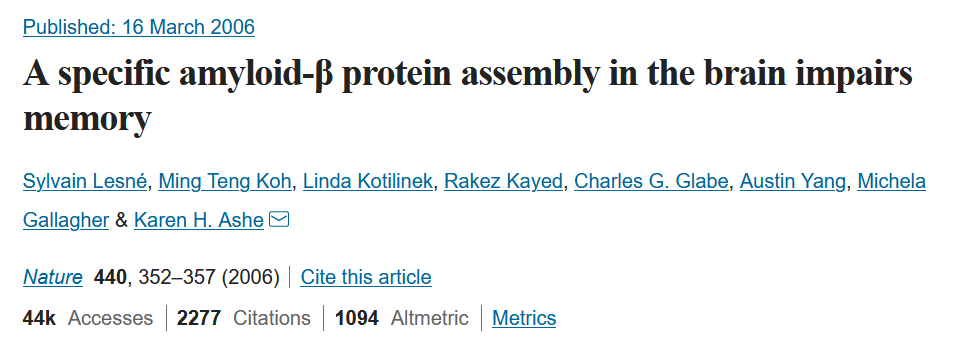 Published: 16 March 2006
A specific amyloid-β protein assembly in the brain impairs
memory
Sylvain Lesné, Ming Teng Koh, Linda Kotilinek, Rakez Kayed, Charles G. Glabe, Austin Yang, Michela
Gallagher & Karen H. Ashe
Nature 440, 352–357 (2006) | Cite this article
44k Accesses | 2277 Citations | 1094 Altmetric | Metrics